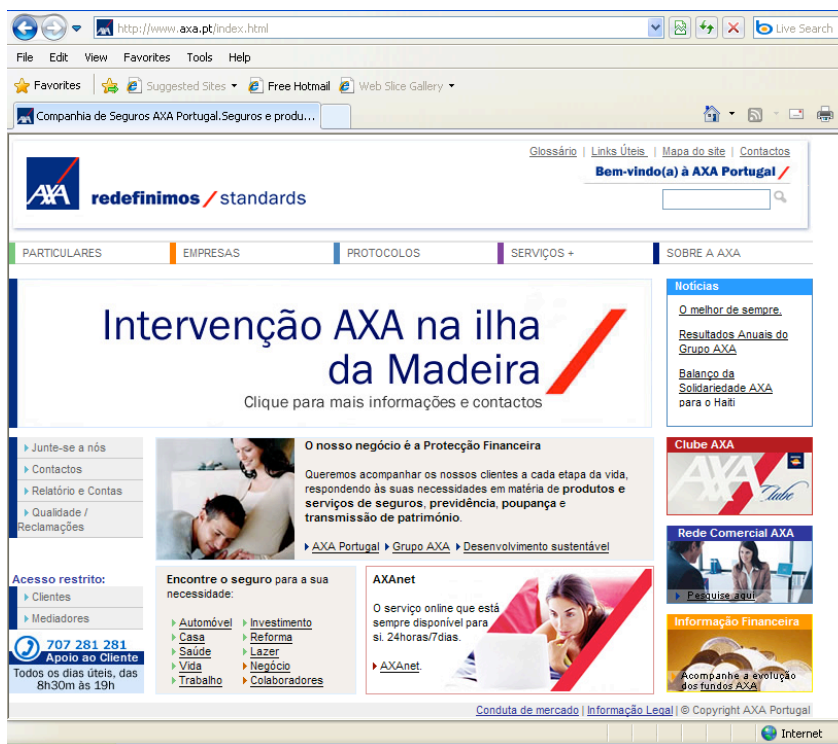 http://www.axa.pt/index.html
Live Search
File Edit View Favorites Tools Help
Favorites Suggested Sites Free Hotmail Web Slice Gallery
Companhia de Seguros AXA Portugal.Seguros e produ...
Glossário | Links Úteis | Mapa do site | Contactos
Bem-vindo(a) à AXA Portugal
AXA redefinimos / standards
PARTICULARES EMPRESAS PROTOCOLOS SERVIÇOS + SOBRE A AXA
Intervenção AXA na ilha
da Madeira
Clique para mais informações e contactos
Notícias
O melhor de sempre.
Resultados Anuais do
Grupo AXA
Balanço da
Solidariedade AXA
para o Haiti
Junte-se a nós
Contactos
Relatório e Contas
Qualidade /
Reclamações
O nosso negócio é a Protecção Financeira
Queremos acompanhar os nossos clientes a cada etapa da vida,
respondendo às suas necessidades em matéria de produtos e
serviços de seguros, previdência, poupança e
transmissão de património.
AXA Portugal Grupo AXA Desenvolvimento sustentável
Clube AXA
AXA Clube
Rede Comercial AXA
Pesquise aqui
Acesso restrito:
Clientes
Mediadores
707 281 281
Apoio ao Cliente
Todos os dias úteis, das
8h30m às 19h
Encontre o seguro para a sua
necessidade:
Automóvel Investimento
Casa Reforma
Saúde Lazer
Vida Negócio
Trabalho Colaboradores
AXAnet
O serviço online que está
sempre disponível para
si. 24horas/7dias.
AXAnet.
Informação Financeira
Acompanhe a evolução
dos fundos AXA
Conduta de mercado | Informação Legal | © Copyright AXA Portugal
Internet